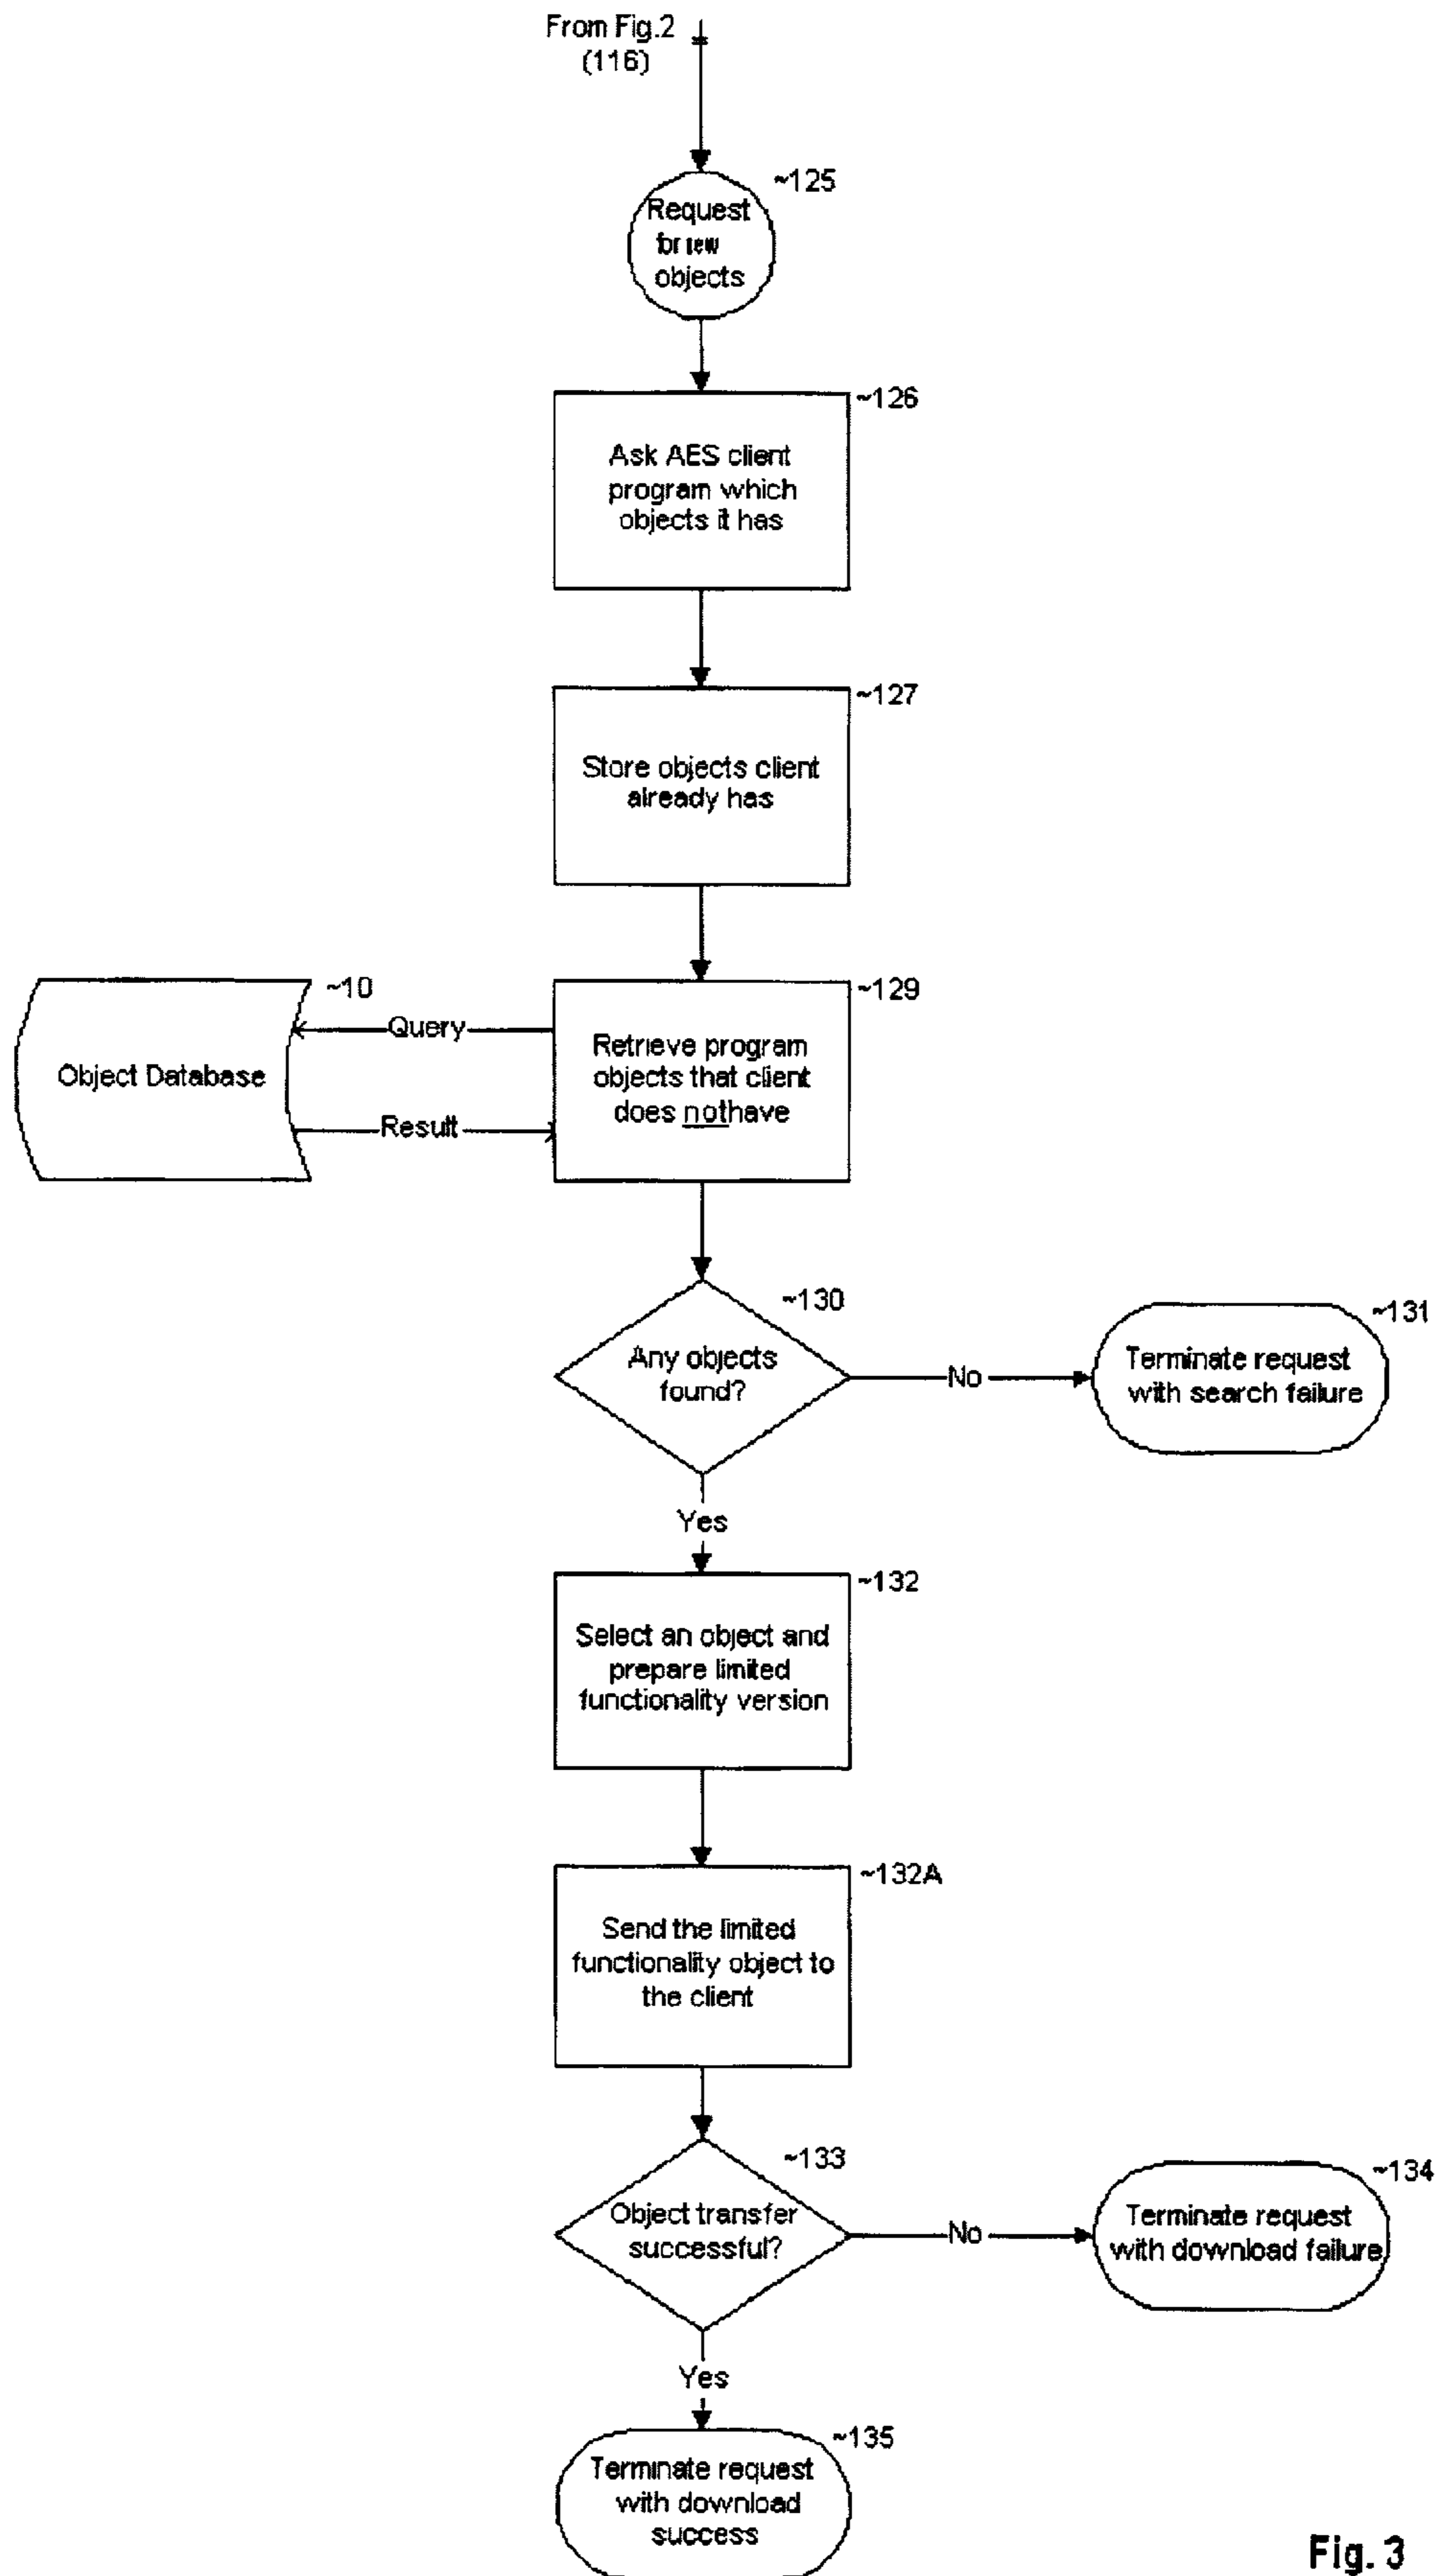 From Fig.2
(116)
~125
Request
for new
objects
~126
Ask AES client
program which
objects it has
~127
Store objects client
already has
~10
~129
Query
Object Database
Retrieve program
objects that client
does nothave
Result
~130
Any objects
found?
No
~131
Terminate request
with search failure
Yes
~132
Select an object and
prepare limited
functionality version
~132A
Send the limited
functionality object to
the client
~133
Object transfer
successful?
No
~134
Terminate request
with download failure
Yes
~135
Terminate request
with download
success
Fig. 3